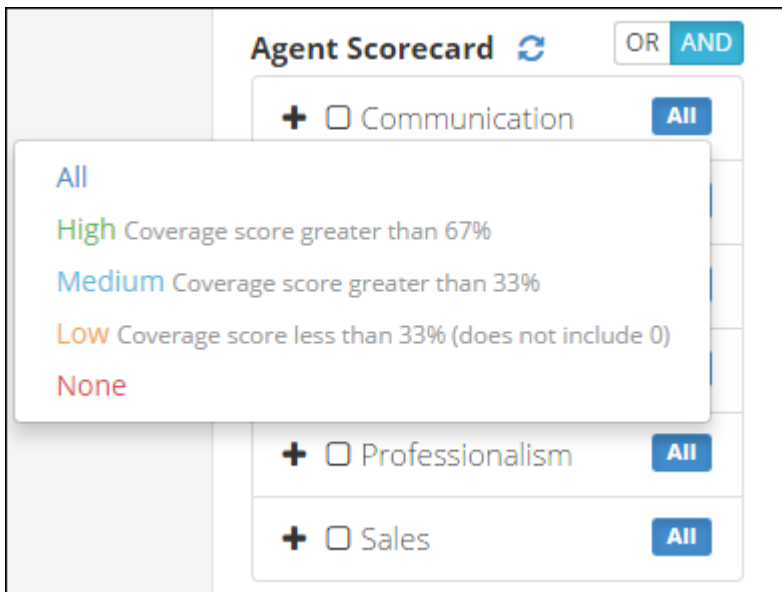 Agent Scorecard OR AND
Communication All
All
High Coverage score greater than 67%
Medium Coverage score greater than 33%
Low Coverage score less than 33% (does not include 0)
None
Professionalism All
Sales All